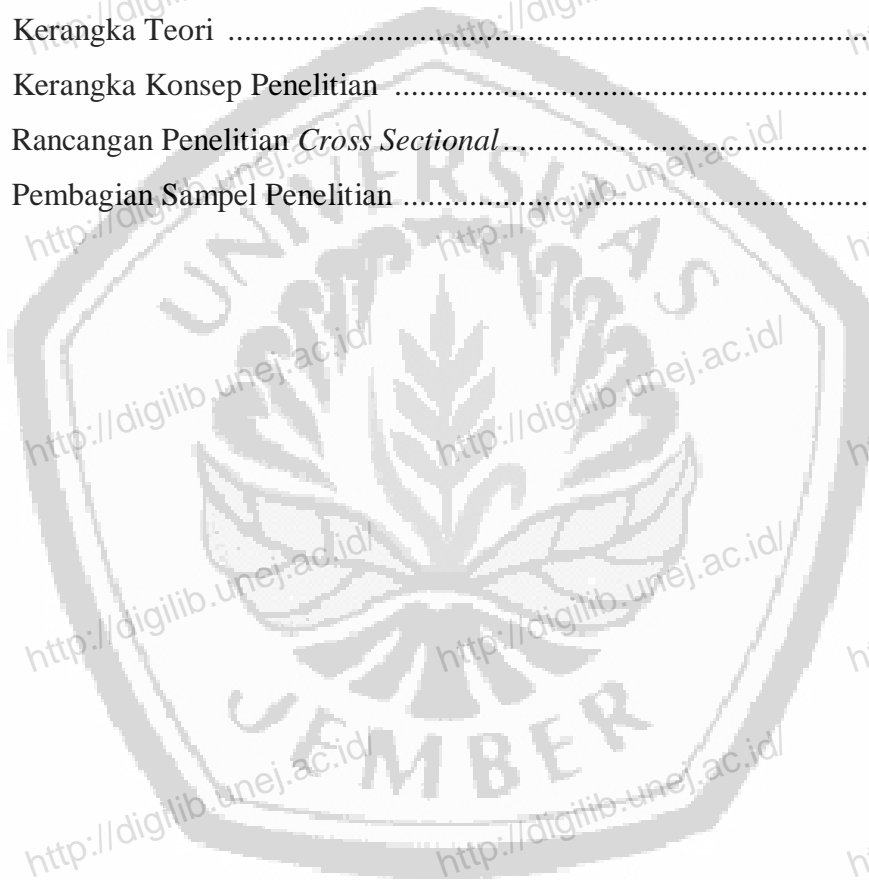 Kerangka Teori ............................................................................
Kerangka Konsep Penelitian .........................................................
Rancangan Penelitian Cross Sectional ............................................
Pembagian Sampel Penelitian ........................................................
UNIVERSITAS
JEMBER
http://digilib.unej.ac.id/
http://digilib.unej.ac.id/
http://digilib.unej.ac.id/
http://digilib.unej.ac.id/
http://digilib.unej.ac.id/
http://digilib.unej.ac.id/
http://digilib.unej.ac.id/
http://digilib.unej.ac.id/